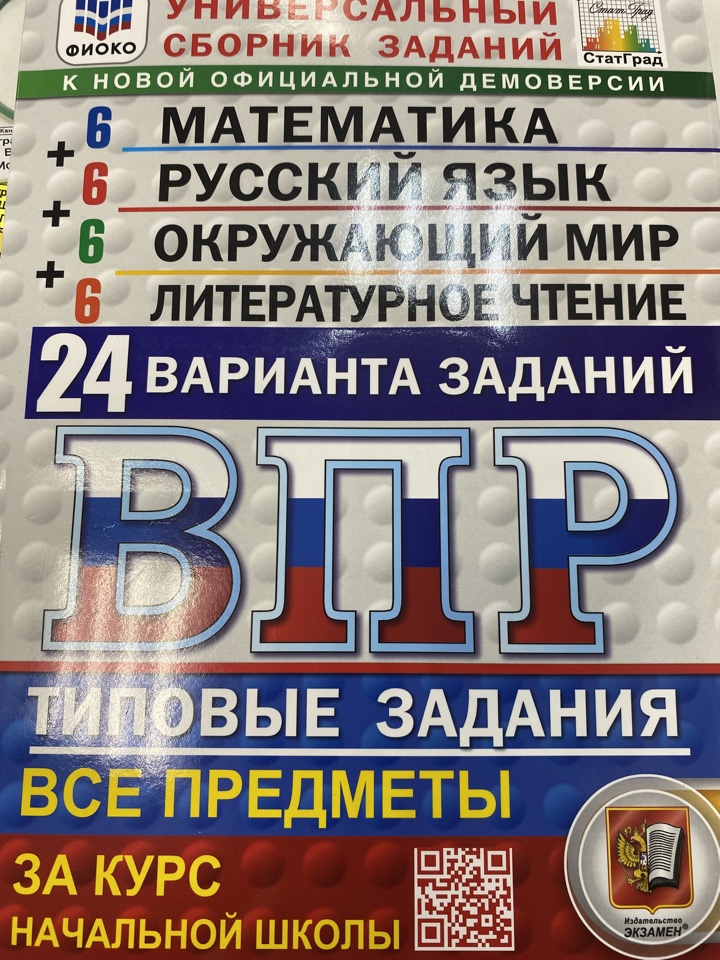 УНИВЕРСАЛЬНЫЙ
СБОРНИК ЗАДАНИЙ
ФИОКО
СтатГрад
СтатГрад
К НОВОЙ ОФИЦИАЛЬНОЙ ДЕМОВЕРСИИ
6 МАТЕМАТИКА
+
6 РУССКИЙ ЯЗЫК
+
6 ОКРУЖАЮЩИЙ МИР
+
6 ЛИТЕРАТУРНОЕ ЧТЕНИЕ
24 ВАРИАНТА ЗАДАНИЙ
ВПР
ТИПОВЫЕ ЗАДАНИЯ
ВСЕ ПРЕДМЕТЫ
ЗА КУРС
НАЧАЛЬНОЙ ШКОЛЫ
Издательство
ЭКЗАМЕН®